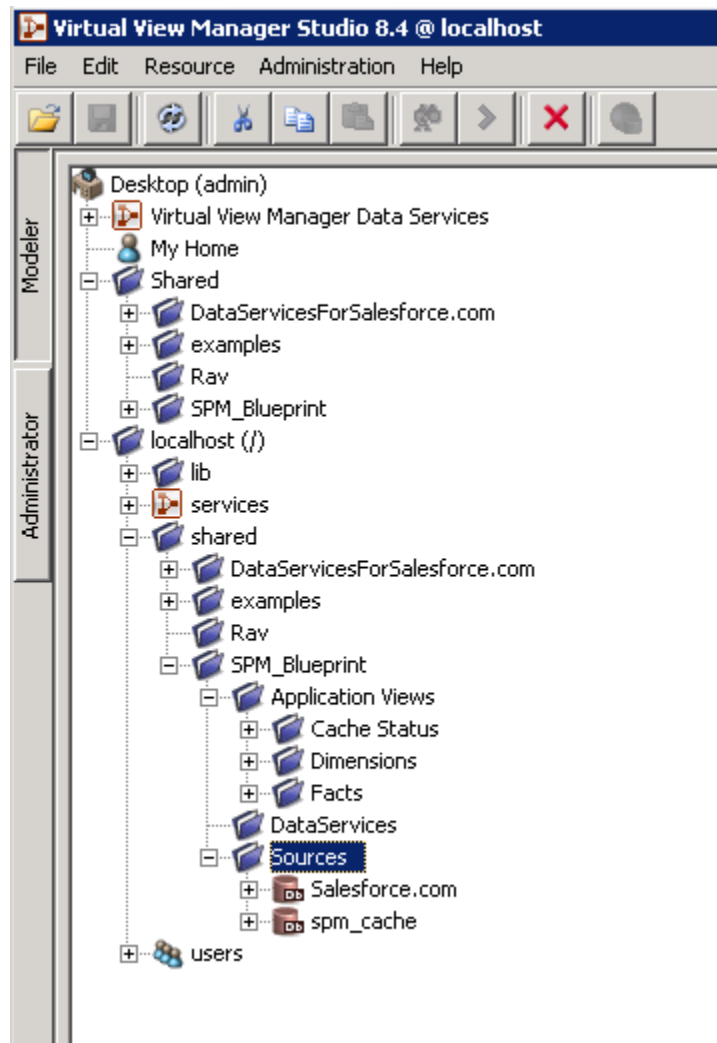 Virtual View Manager Studio 8.4 @ localhost
File Edit Resource Administration Help
Modeler
Administrator
Desktop (admin)
Virtual View Manager Data Services
My Home
Shared
DataServicesForSalesforce.com
examples
Rav
SPM_Blueprint
localhost (/)
lib
services
shared
DataServicesForSalesforce.com
examples
Rav
SPM_Blueprint
Application Views
Cache Status
Dimensions
Facts
DataServices
Sources
Db Salesforce.com
Db spm_cache
users